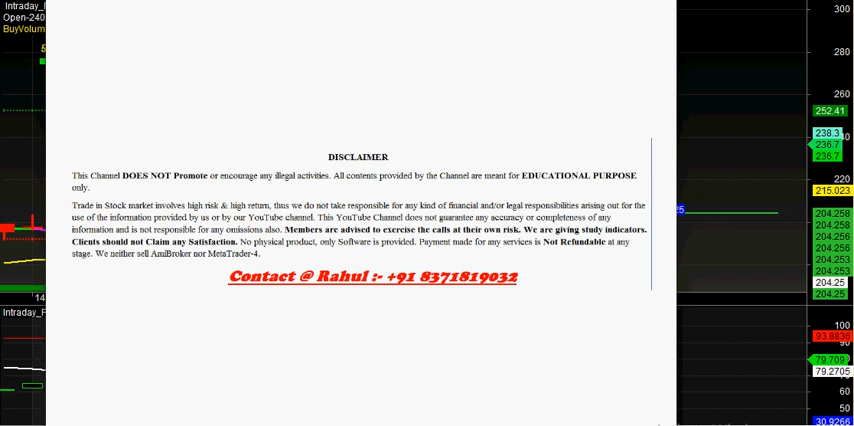 Intraday_F
Open-240
BuyVolum
DISCLAIMER
This Channel DOES NOT Promote or encourage any illegal activities. All contents provided by the Channel are meant for EDUCATIONAL PURPOSE
only.
Trade in Stock market involves high risk & high return, thus we do not take responsible for any kind of financial and/or legal responsibilities arising out for the
use of the information provided by us or by our YouTube channel. This YouTube Channel does not guarantee any accuracy or completeness of any
information and is not responsible for any omissions also. Members are advised to exercise the calls at their own risk. We are giving study indicators.
Clients should not Claim any Satisfaction. No physical product, only Software is provided. Payment made for any services is Not Refundable at any
stage. We neither sell AmiBroker nor MetaTrader-4.
Contact @ Rahul :- +91 8371819032
14
Intraday_F
300
280
260
252.41
238.3
236.7
236.7
220
215.023
204.258
204.258
204.254
204.253
204.253
204.25
204.25
100
93.8836
90
79.709
79.2705
60
50
30.9266